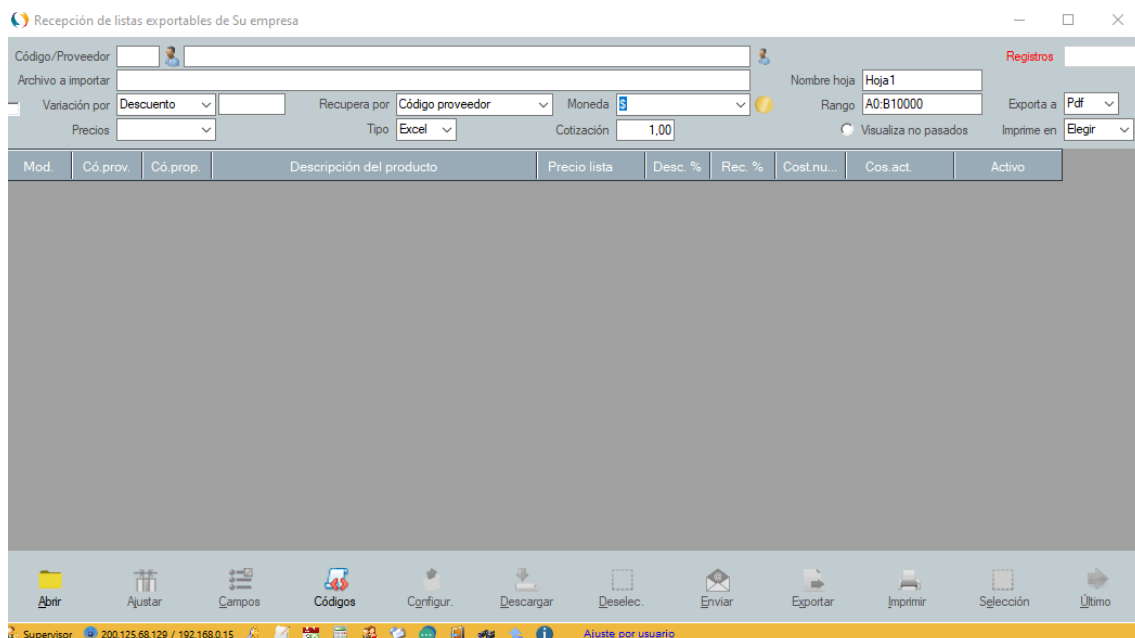 Recepción de listas exportables de Su empresa
Código/Proveedor Registros
Archivo a importar Nombre hoja Hoja1
Variación por Descuento Recupera por Código proveedor Moneda $ Rango A0:B10000 Exporta a Pdf
Precios Tipo Excel Cotización 1,00 Visualiza no pasados Imprime en Elegir
Mod. Có.prov. Có.prop. Descripción del producto Precio lista Desc. % Rec. % Cost.nu... Cos.act. Activo
Abrir Ajustar Campos Códigos Configur. Descargar Deselec. Enviar Exportar Imprimir Selección Último
Supervisor 200.125.68.129 / 192.168.0.15 Ajuste por usuario